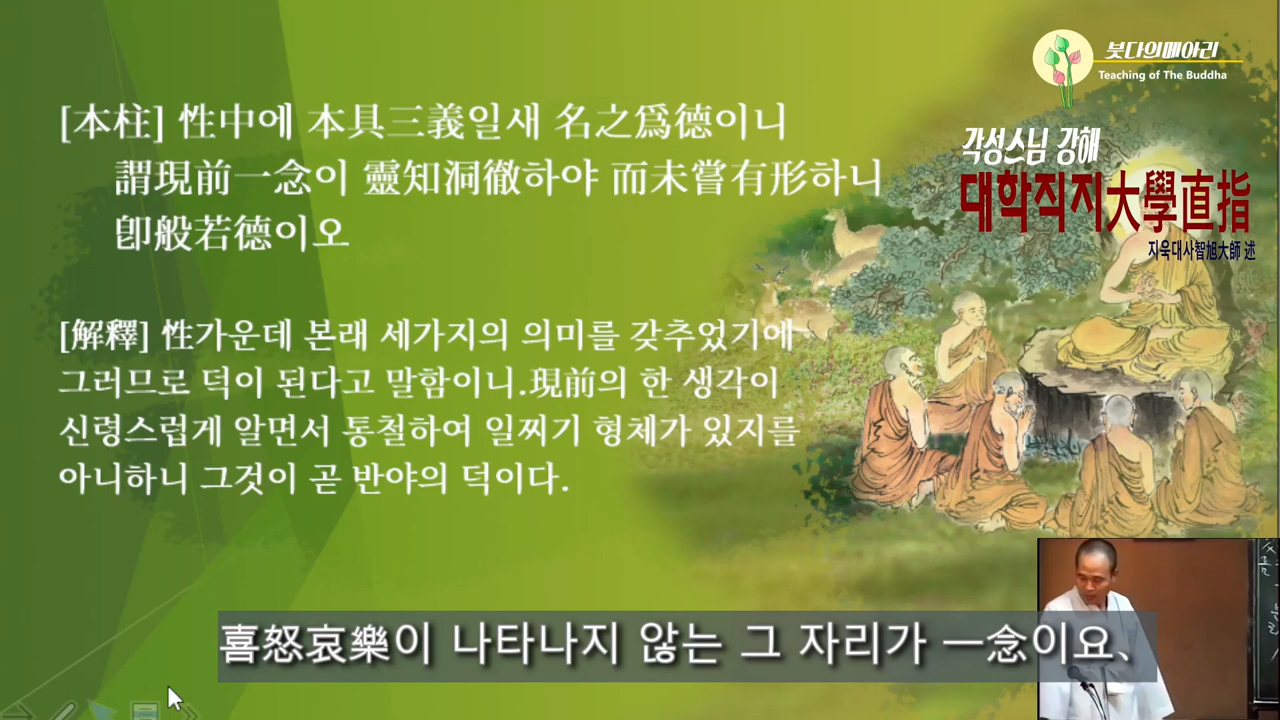 [本柱] 性中에 本具三義일새 名之爲德이니
謂現前一念이 靈知洞徹하야 而未嘗有形하니
卽般若德이오
[解釋] 性가운데 본래 세가지의 의미를 갖추었기에
그러므로 덕이 된다고 말함이니.現前의 한 생각이
신령스럽게 알면서 통철하여 일찌기 형체가 있지를
아니하니 그것이 곧 반야의 덕이다.
붓다의메아리
Teaching of The Buddha
각성스님 강해
대학직지大學直指
지욱대사智旭大師 述
喜怒哀樂이 나타나지 않는 그 자리가 一念이요、